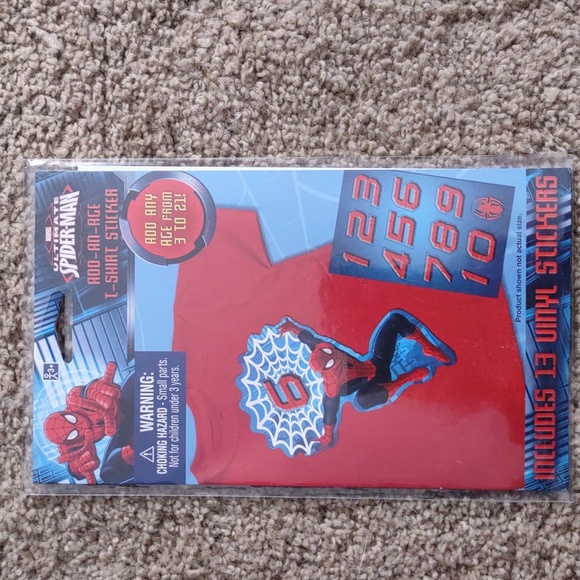 MARVEL
ULTIMATE
SPIDER-MAN
ADD-AN-AGE
T-SHIRT STICKER
ADD ANY
AGE FROM
3 TO 12!
3+
WARNING:
CHOKING HAZARD - Small parts.
Not for children under 3 years.
6
1 2 3
4 5 6
7 8 9
10
Product shown not actual size.
INCLUDES 13 VINYL STICKERS